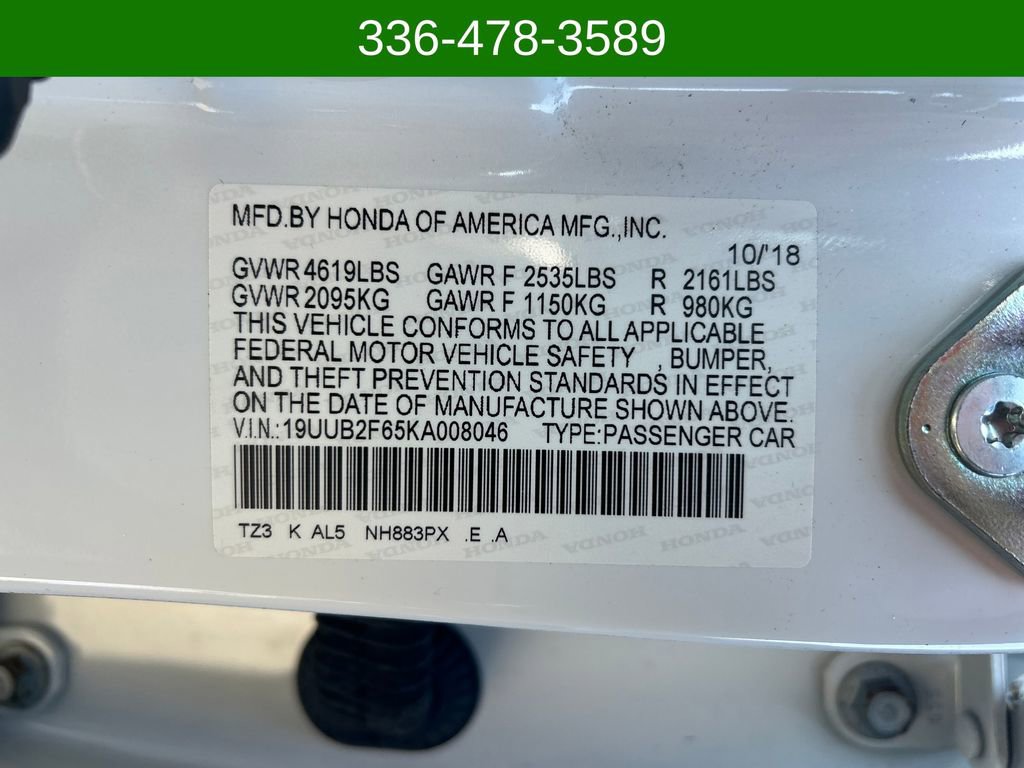 336-478-3589
MFD.BY HONDA OF AMERICA MFG.,INC.
10/'18
GVWR 4619LBS GAWR F 2535LBS R 2161LBS
GVWR 2095KG GAWR F 1150KG R 980KG
THIS VEHICLE CONFORMS TO ALL APPLICABLE
FEDERAL MOTOR VEHICLE SAFETY , BUMPER,
AND THEFT PREVENTION STANDARDS IN EFFECT
ON THE DATE OF MANUFACTURE SHOWN ABOVE.
V.I.N.:19UUB2F65KA008046 TYPE:PASSENGER CAR
TZ3 K AL5 NH883PX .E .A